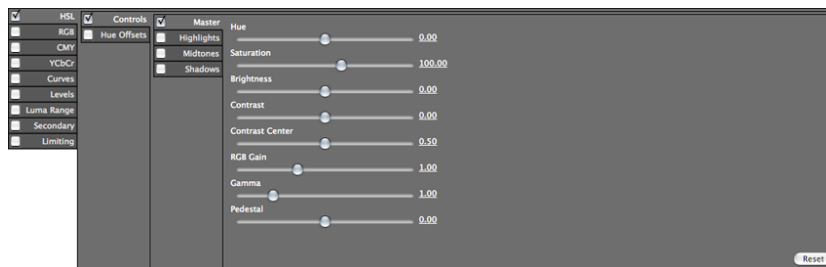 HSL
RGB
CMY
YCbCr
Curves
Levels
Luma Range
Secondary
Limiting
Controls
Hue Offsets
Master
Highlights
Midtones
Shadows
Hue
0.00
Saturation
100.00
Brightness
0.00
Contrast
0.00
Contrast Center
0.50
RGB Gain
1.00
Gamma
1.00
Pedestal
0.00
Reset